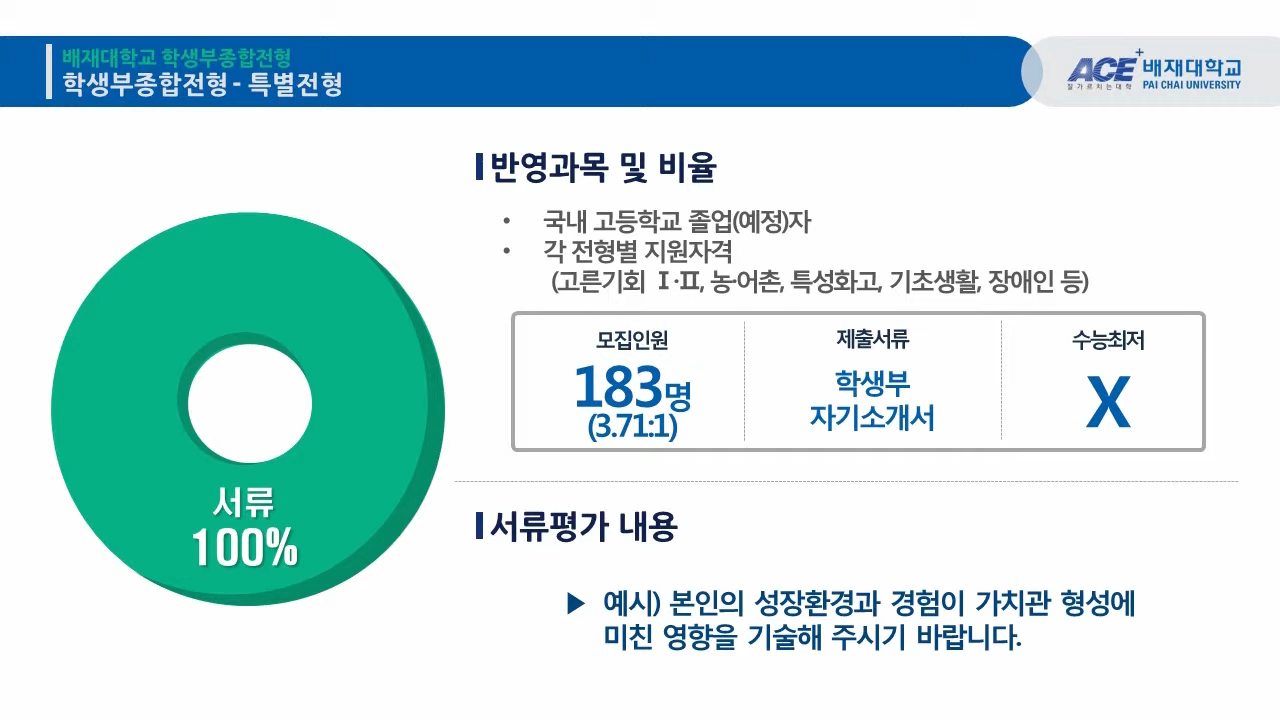 배재대학교 학생부종합전형
학생부종합전형 - 특별전형
ACE+
잘가르치는대학
배재대학교
PAI CHAI UNIVERSITY
반영과목 및 비율
• 국내 고등학교 졸업(예정)자
• 각 전형별 지원자격
(고른기회 Ⅰ·Ⅱ, 농·어촌, 특성화고, 기초생활, 장애인 등)
모집인원
183명
(3.71:1)
제출서류
학생부
자기소개서
수능최저
X
서류
100%
서류평가 내용
▶ 예시) 본인의 성장환경과 경험이 가치관 형성에
미친 영향을 기술해 주시기 바랍니다.